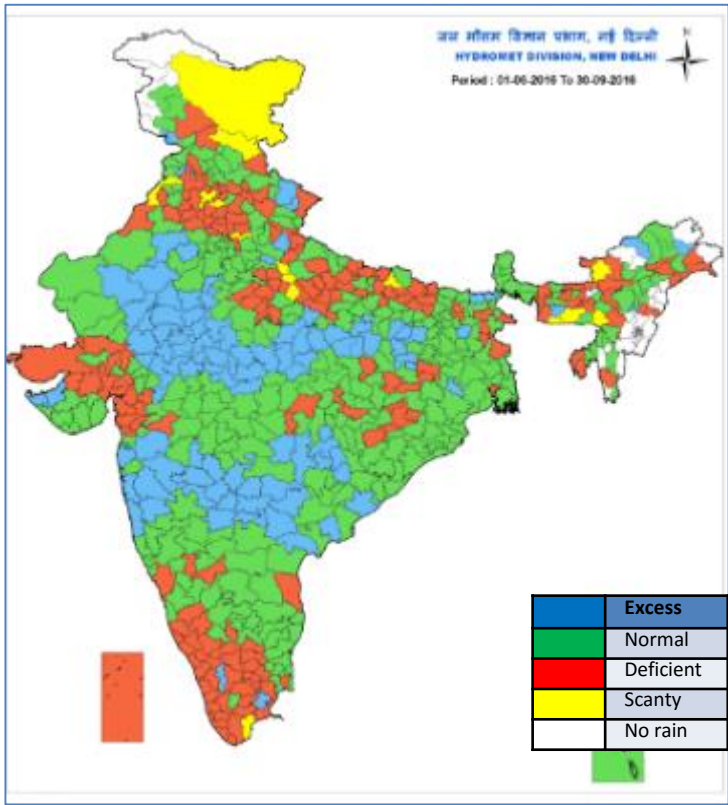 जल मौसम विज्ञान प्रभाग, नई दिल्ली
HYDROMET DIVISION, NEW DELHI
Period : 01-06-2016 To 30-09-2016
N
Excess
Normal
Deficient
Scanty
No rain